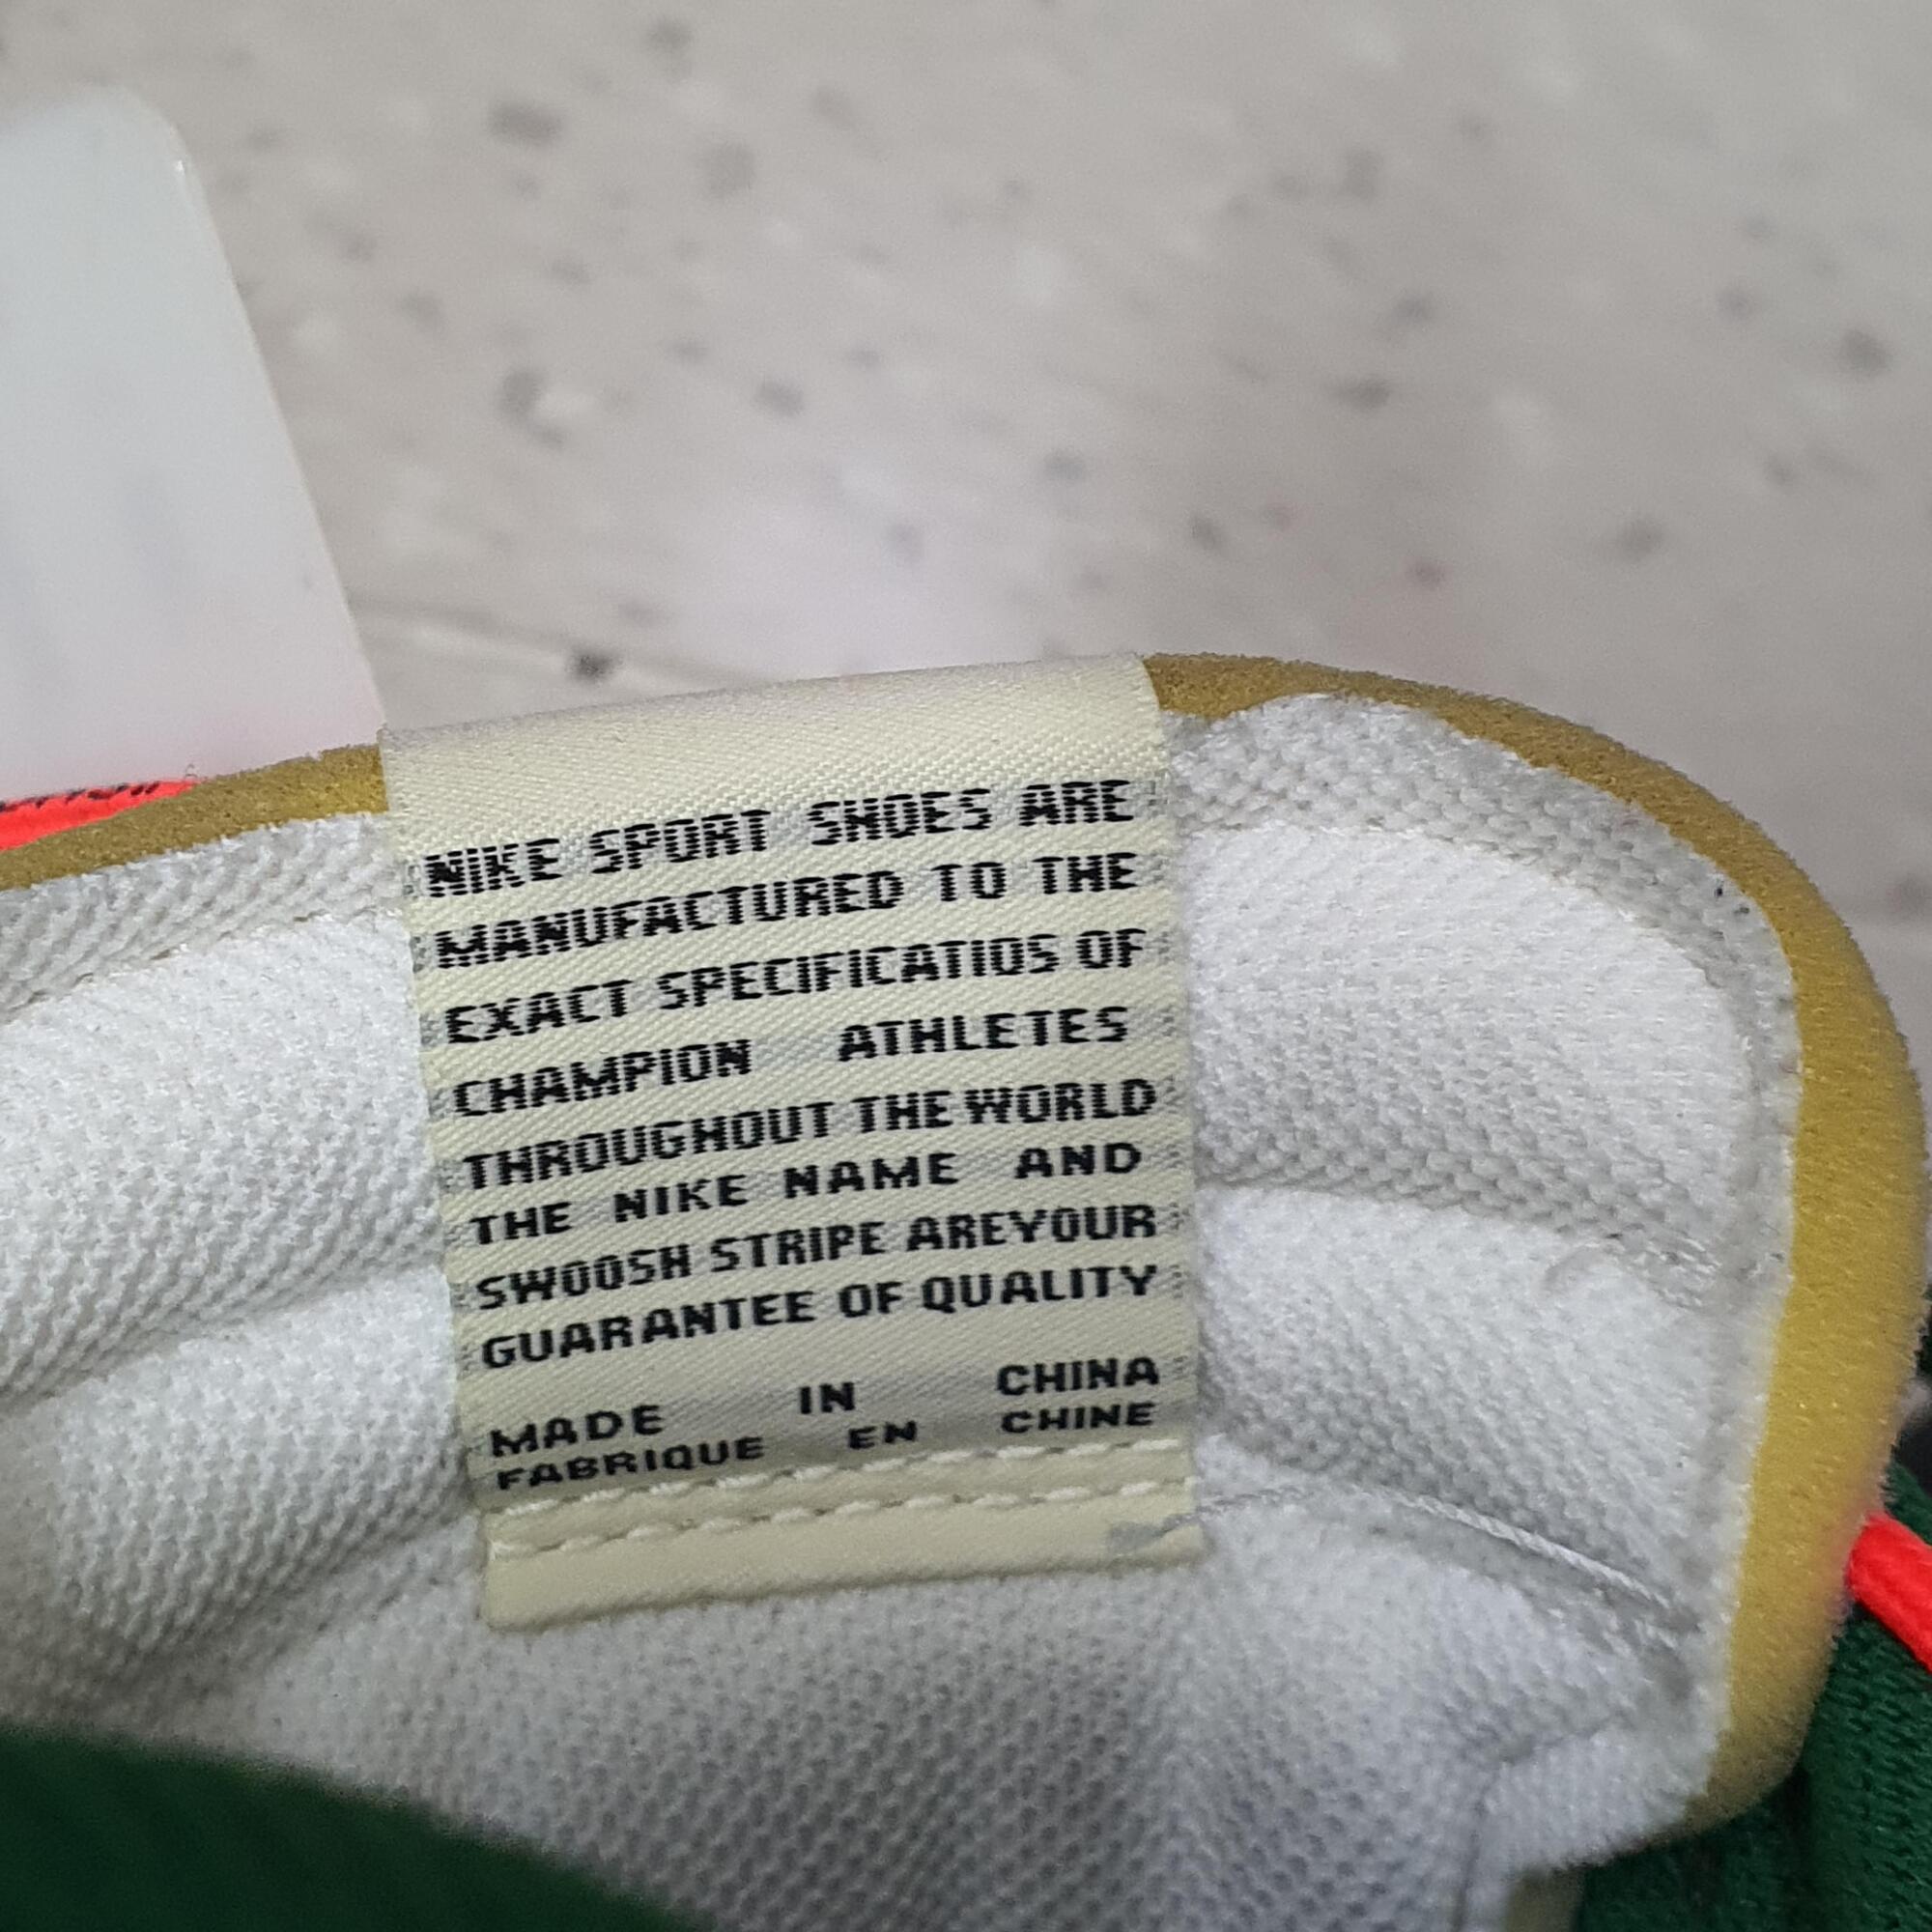 NIKE SPORT SHOES ARE
MANUFACTURED TO THE
EXACT SPECIFICATIOS OF
CHAMPION ATHLETES
THROUGHOUT THE WORLD
THE NIKE NAME AND
SWOOSH STRIPE AREYOUR
GUARANTEE OF QUALITY
MADE IN CHINA
FABRIQUE EN CHINE